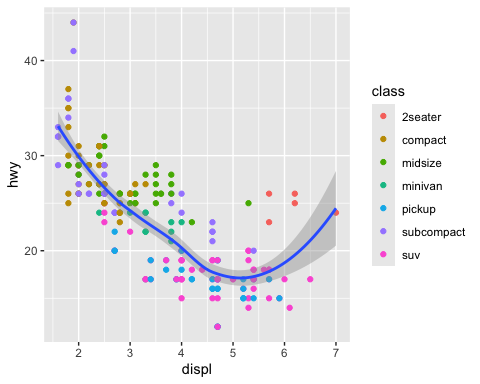 hwy
40
30
20
2
3
4
5
6
7
displ
class
2seater
compact
midsize
minivan
pickup
subcompact
suv